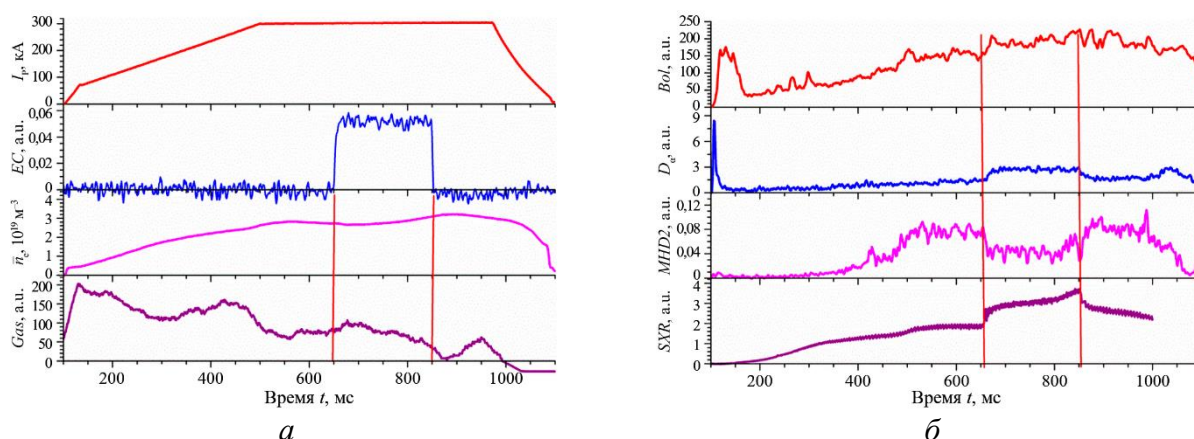 300
200
100
0
I_p, кА
0,06
0,04
0,02
0
EC, a.u.
4
3
2
1
0
n̅_e, 10¹⁹ м⁻³
200
150
100
50
0
Gas, a.u.
200 400 600 800 1000
Время t, мс
а
250
200
150
100
50
0
Bol, a.u.
9
6
3
0
D_α, a.u.
0,12
0,08
0,04
0
MHD2, a.u.
4
3
2
1
0
SXR, a.u.
200 400 600 800 1000
Время t, мс
б